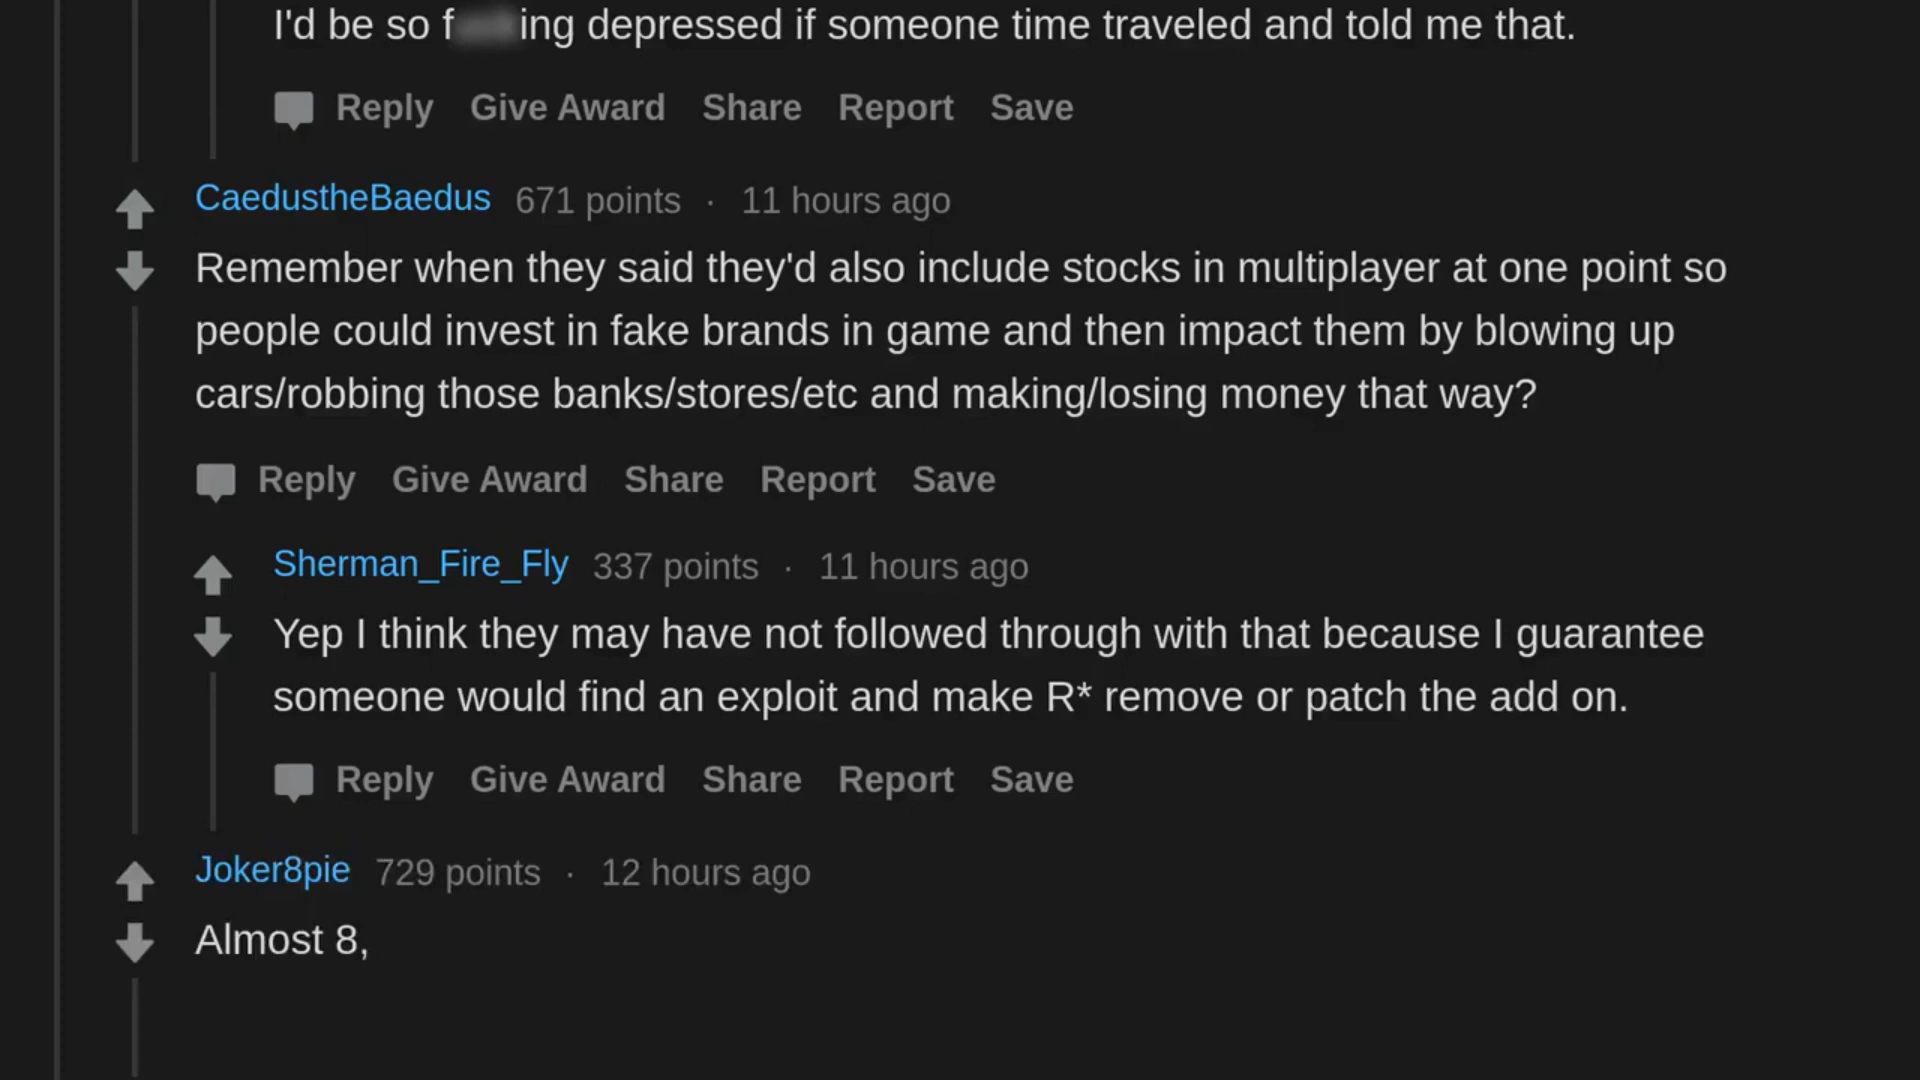 I'd be so f ing depressed if someone time traveled and told me that.
Reply Give Award Share Report Save
CaedustheBaedus 671 points · 11 hours ago
Remember when they said they'd also include stocks in multiplayer at one point so
people could invest in fake brands in game and then impact them by blowing up
cars/robbing those banks/stores/etc and making/losing money that way?
Reply Give Award Share Report Save
Sherman_Fire_Fly 337 points · 11 hours ago
Yep I think they may have not followed through with that because I guarantee
someone would find an exploit and make R* remove or patch the add on.
Reply Give Award Share Report Save
Joker8pie 729 points · 12 hours ago
Almost 8,